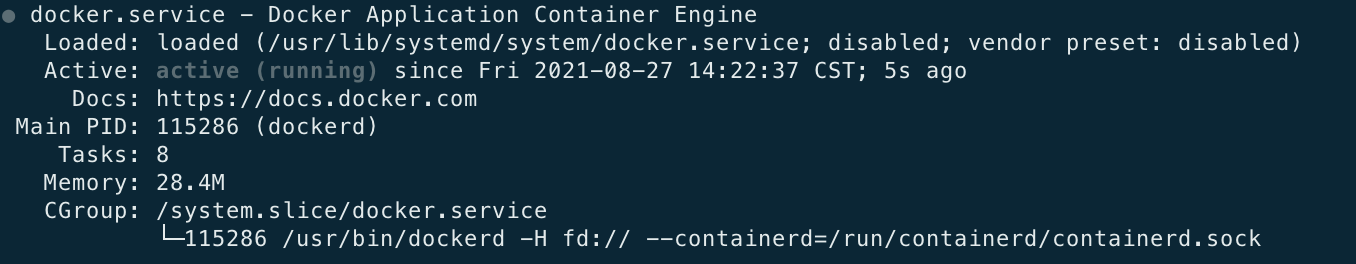 ● docker.service - Docker Application Container Engine
   Loaded: loaded (/usr/lib/systemd/system/docker.service; disabled; vendor preset: disabled)
   Active: active (running) since Fri 2021-08-27 14:22:37 CST; 5s ago
     Docs: https://docs.docker.com
 Main PID: 115286 (dockerd)
    Tasks: 8
   Memory: 28.4M
   CGroup: /system.slice/docker.service
           └─115286 /usr/bin/dockerd -H fd:// --containerd=/run/containerd/containerd.sock